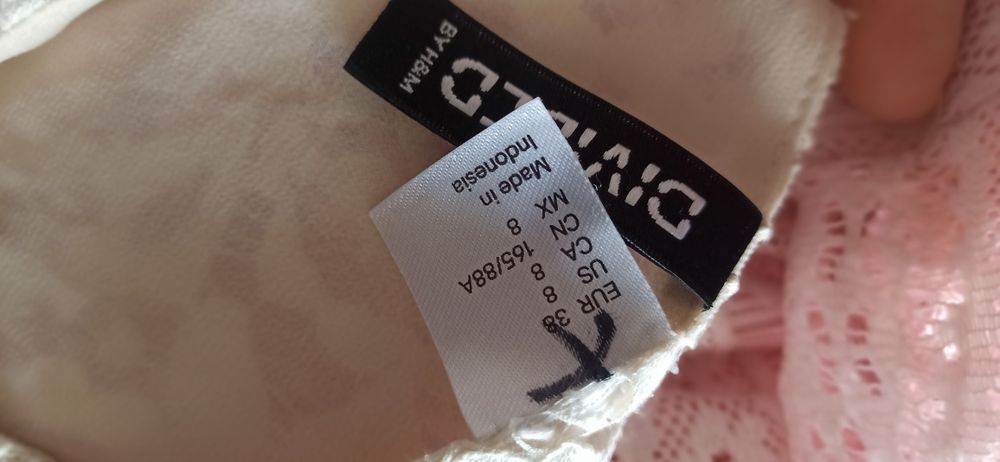 DIVIDED
BY H&M
EUR 38
US 8
CA 8
CN 165/88A
MX 8
Made in
Indonesia